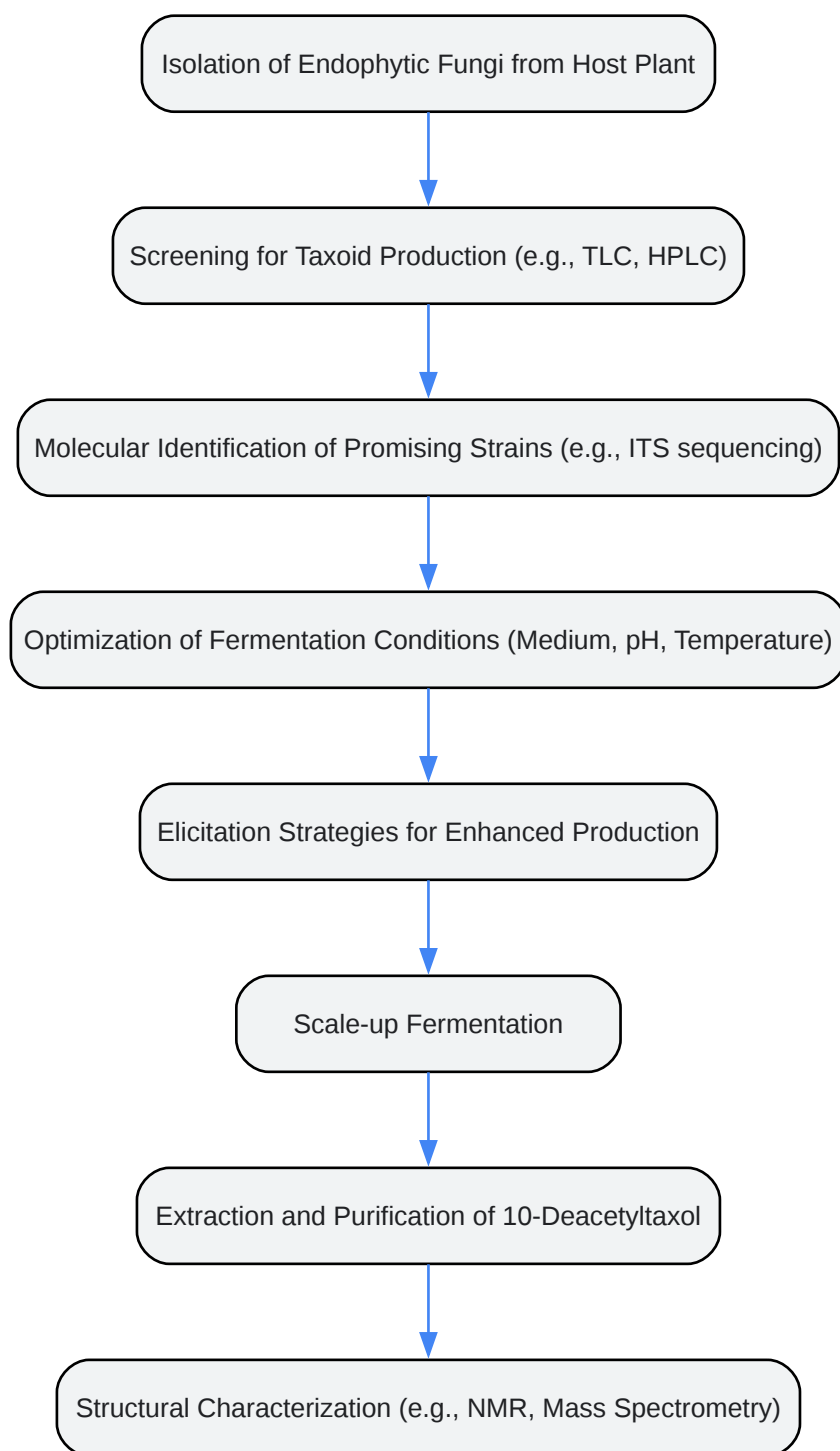 Isolation of Endophytic Fungi from Host Plant
Screening for Taxoid Production (e.g., TLC, HPLC)
Molecular Identification of Promising Strains (e.g., ITS sequencing)
Optimization of Fermentation Conditions (Medium, pH, Temperature)
Elicitation Strategies for Enhanced Production
Scale-up Fermentation
Extraction and Purification of 10-Deacetyltaxol
Structural Characterization (e.g., NMR, Mass Spectrometry)